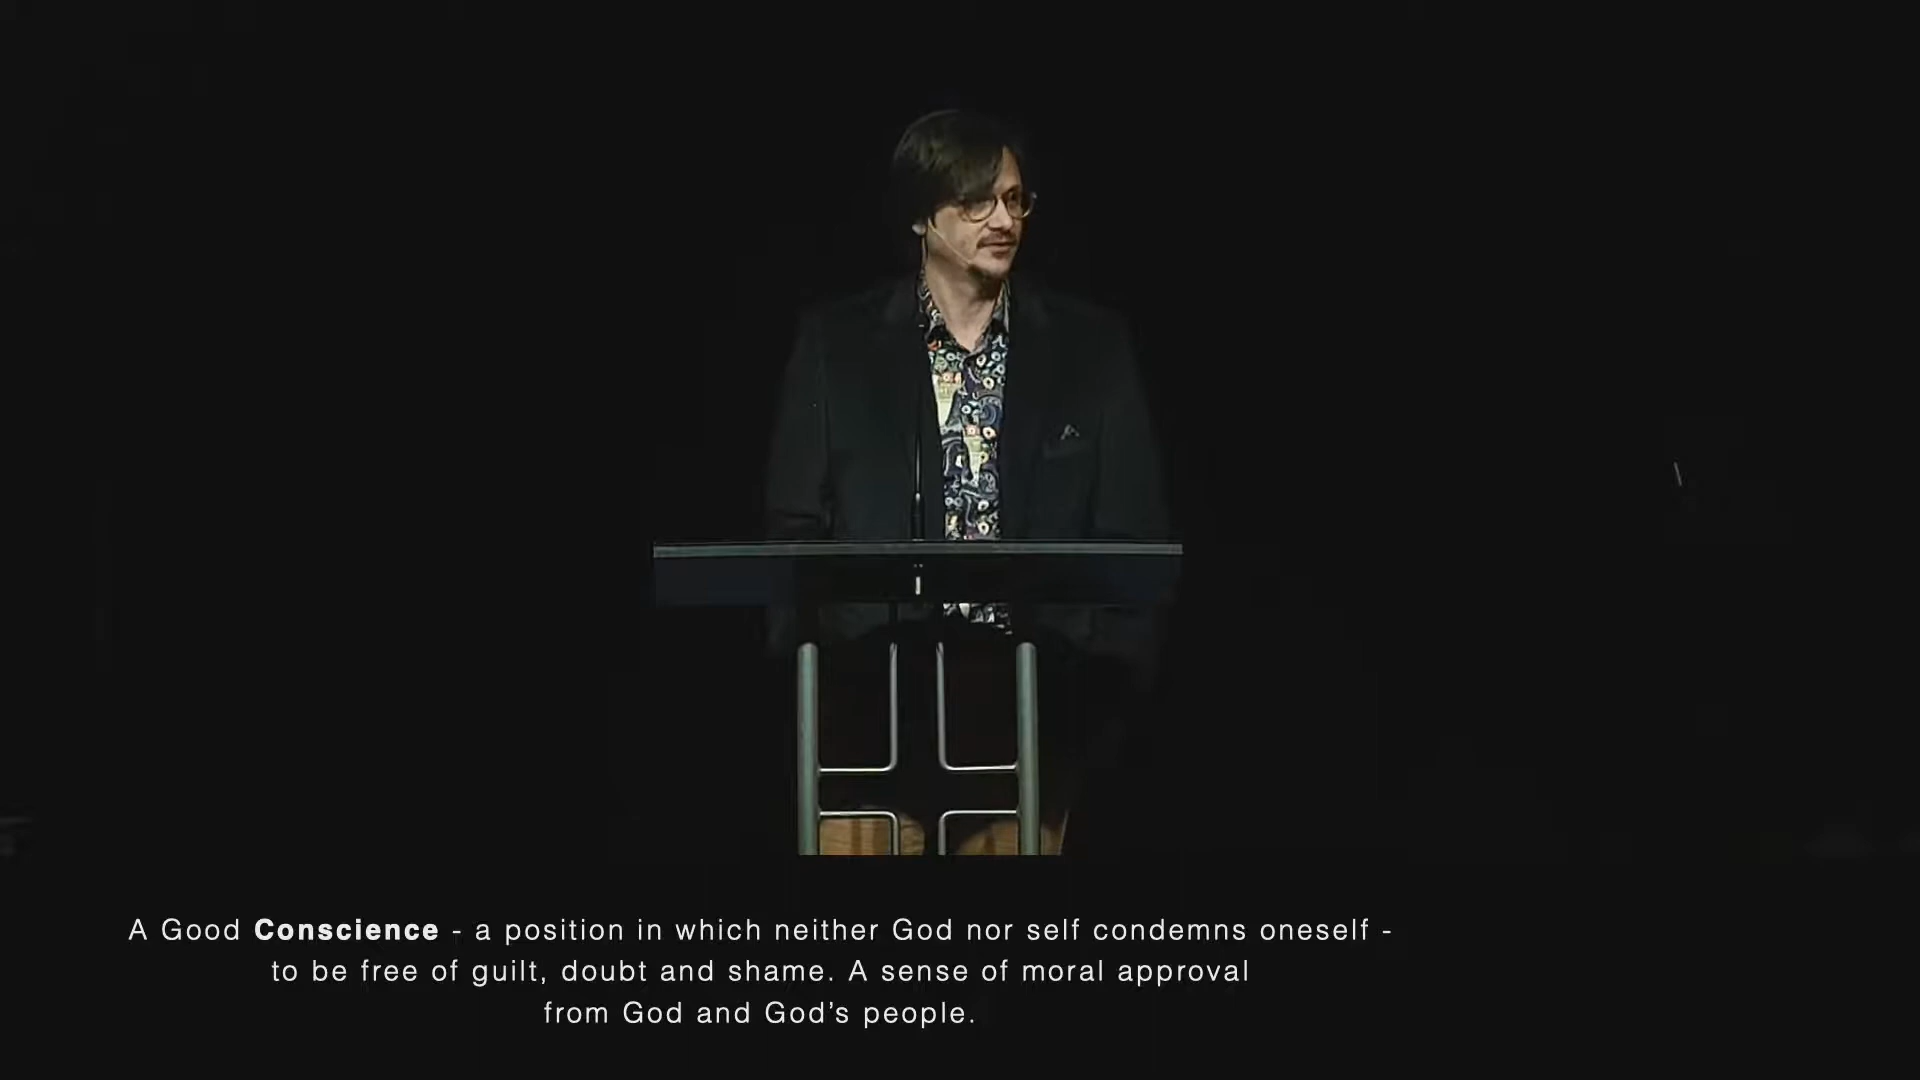 A Good Conscience - a position in which neither God nor self condemns oneself -
to be free of guilt, doubt and shame. A sense of moral approval
from God and God’s people.